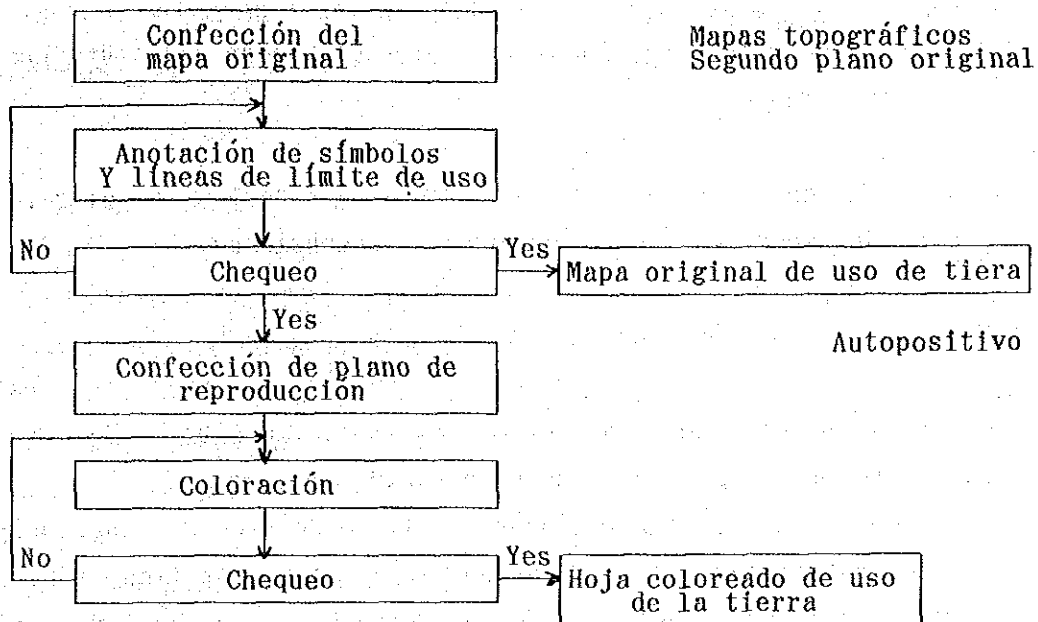 Confección del
mapa original
Mapas topográficos
Segundo plano original
Anotación de símbolos
Y líneas de límite de uso
No
Chequeo
Yes
Mapa original de uso de tiera
Yes
Autopositivo
Confección de plano de
reproducción
Coloración
No
Chequeo
Yes
Hoja coloreado de uso
de la tierra